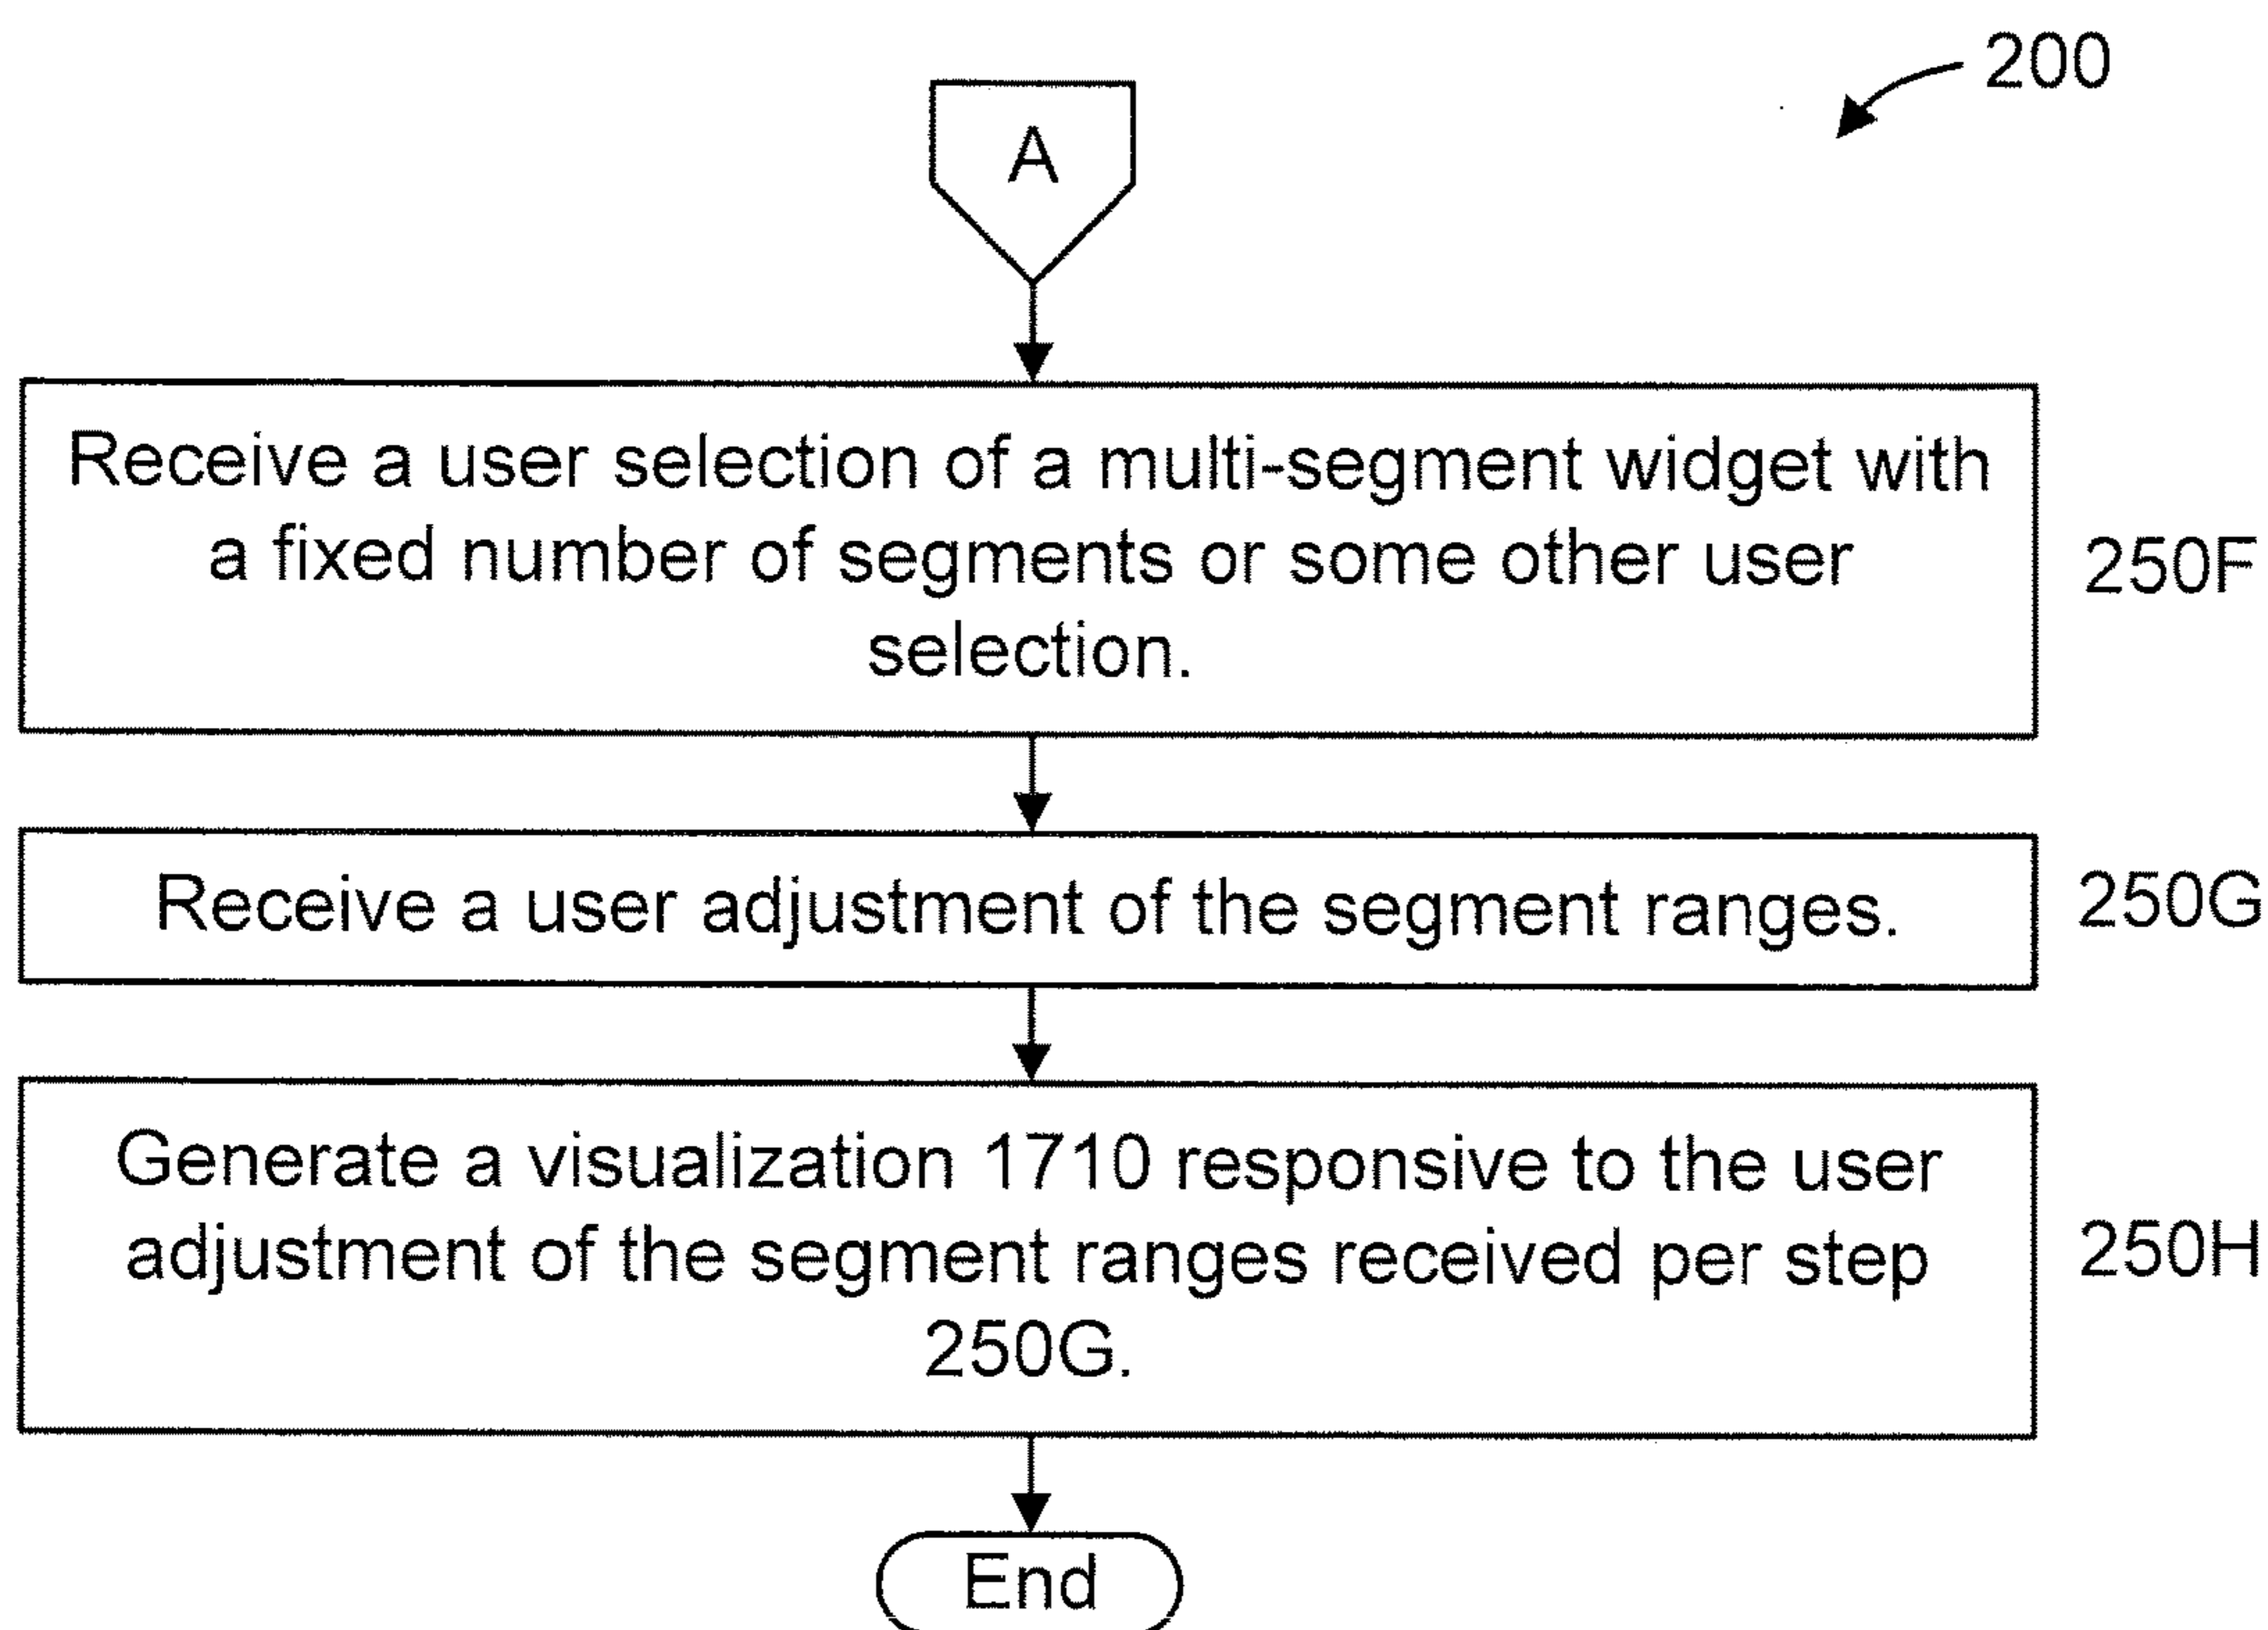 200
A
Receive a user selection of a multi-segment widget with
a fixed number of segments or some other user
selection.
250F
Receive a user adjustment of the segment ranges.
250G
Generate a visualization 1710 responsive to the user
adjustment of the segment ranges received per step
250G.
250H
End